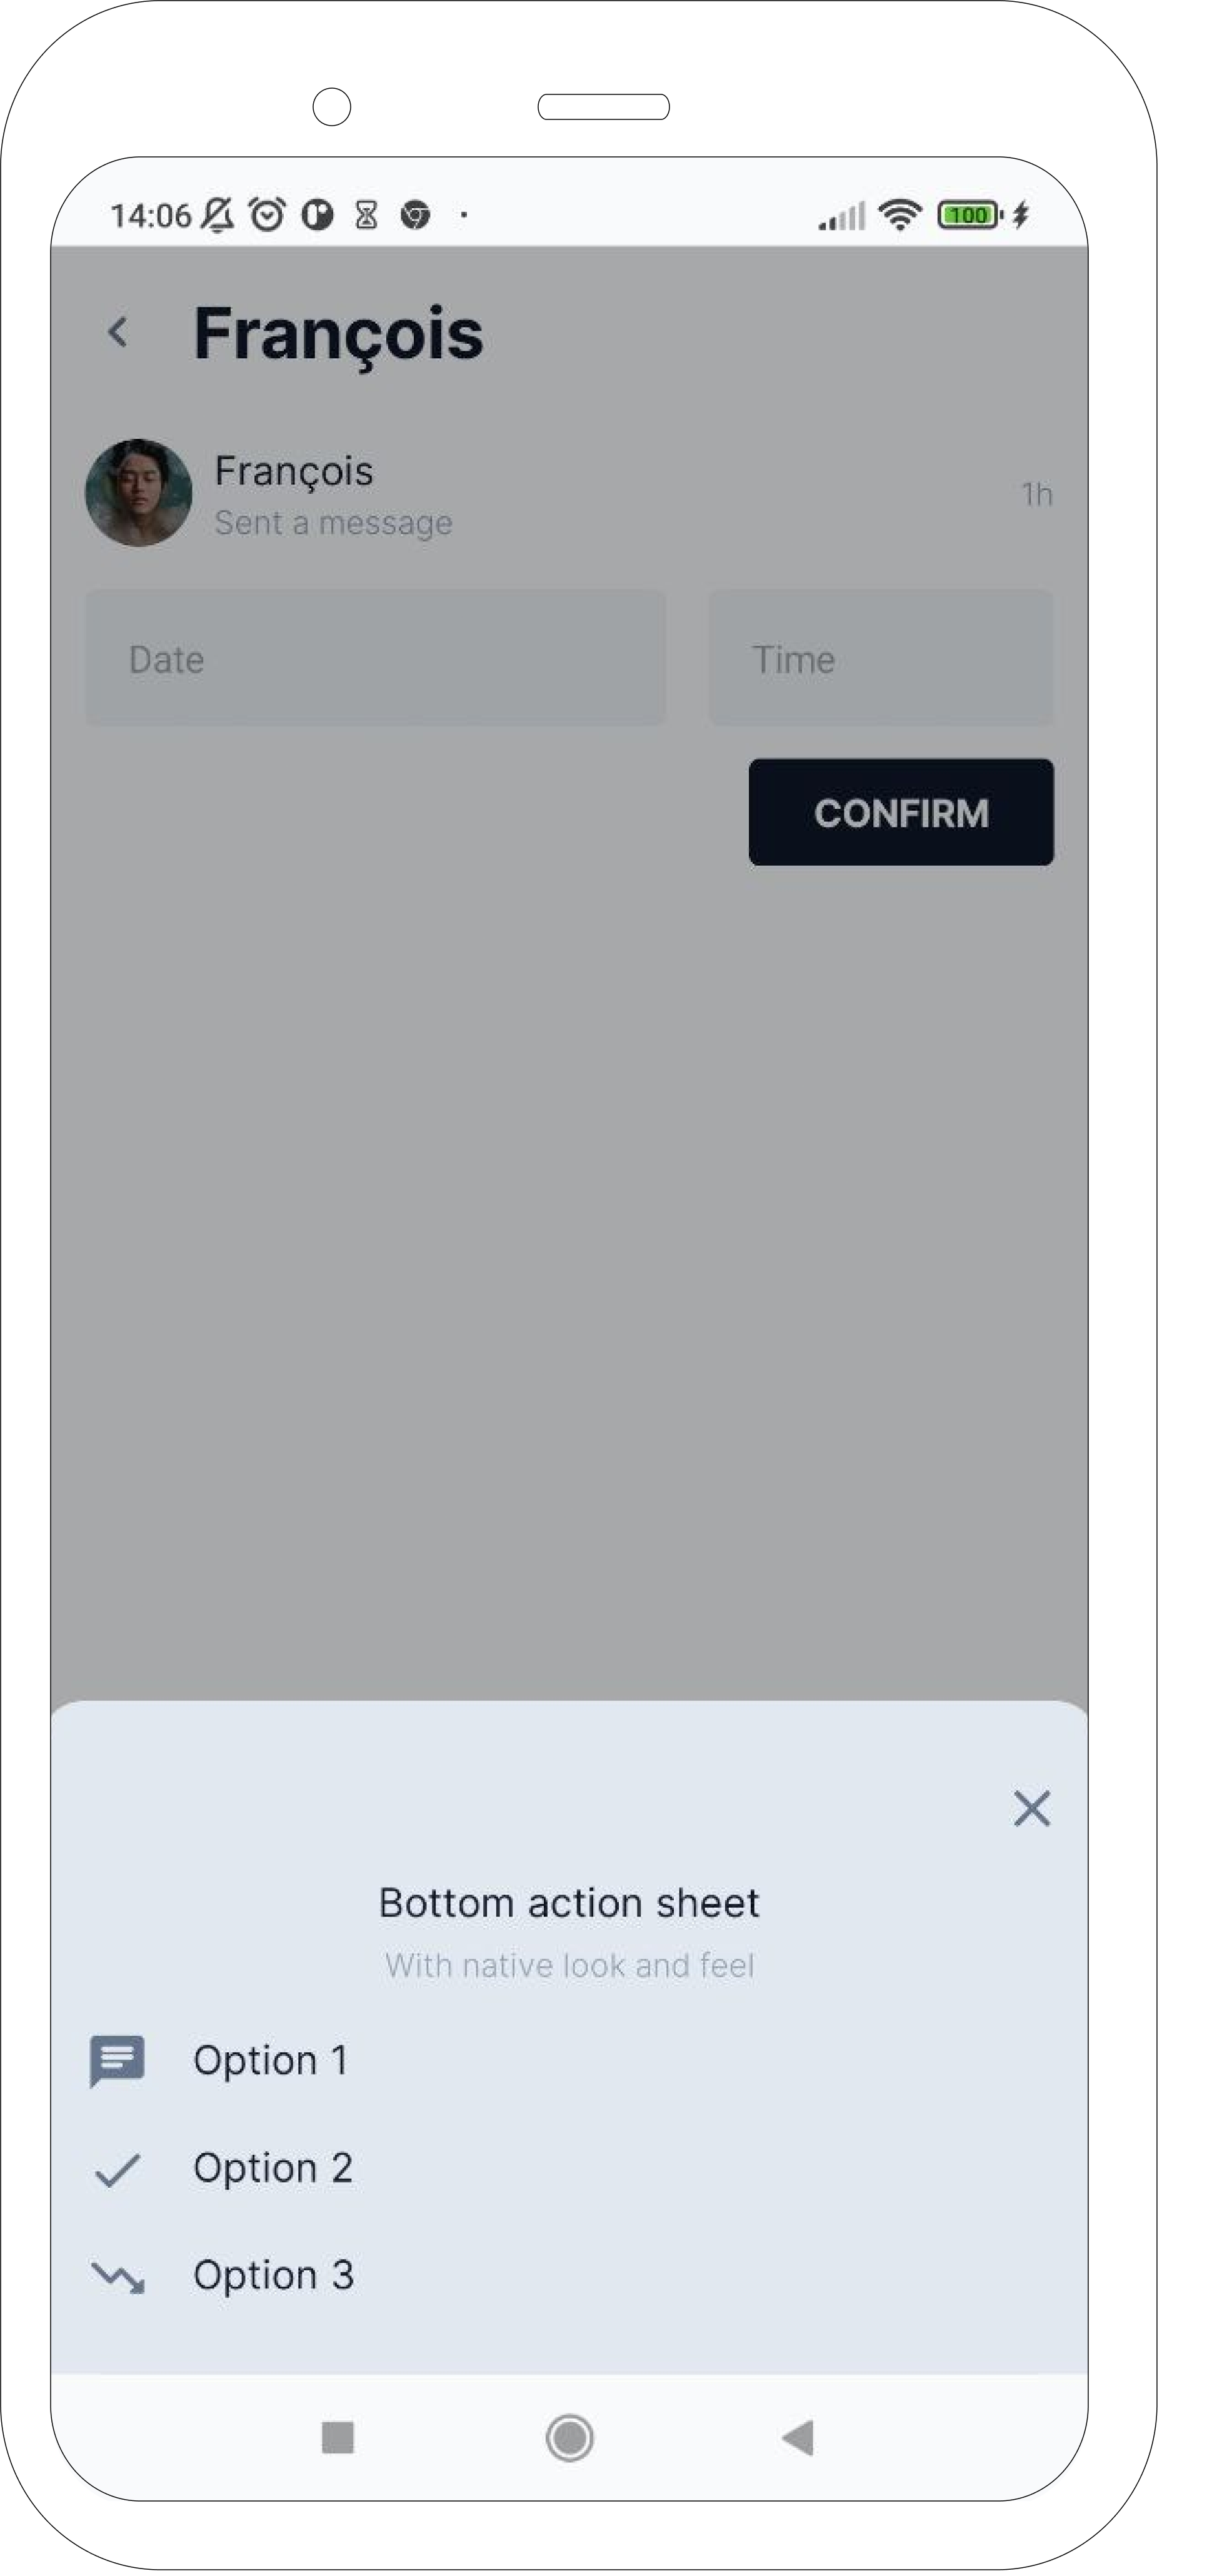 14:06
100
François
François
Sent a message
1h
Date
Time
CONFIRM
Bottom action sheet
With native look and feel
Option 1
Option 2
Option 3